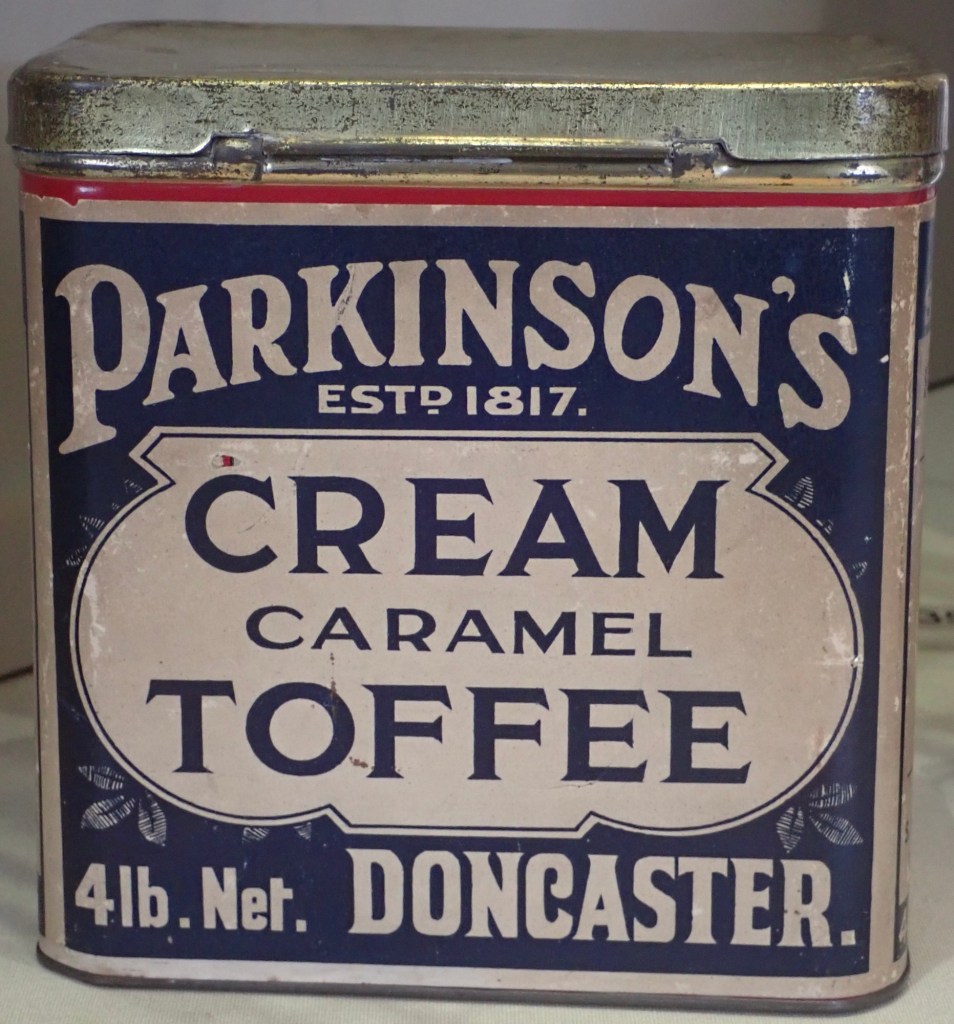 PARKINSON'S
ESTD 1817.
CREAM
CARAMEL
TOFFEE
4lb. Net. DONCASTER.